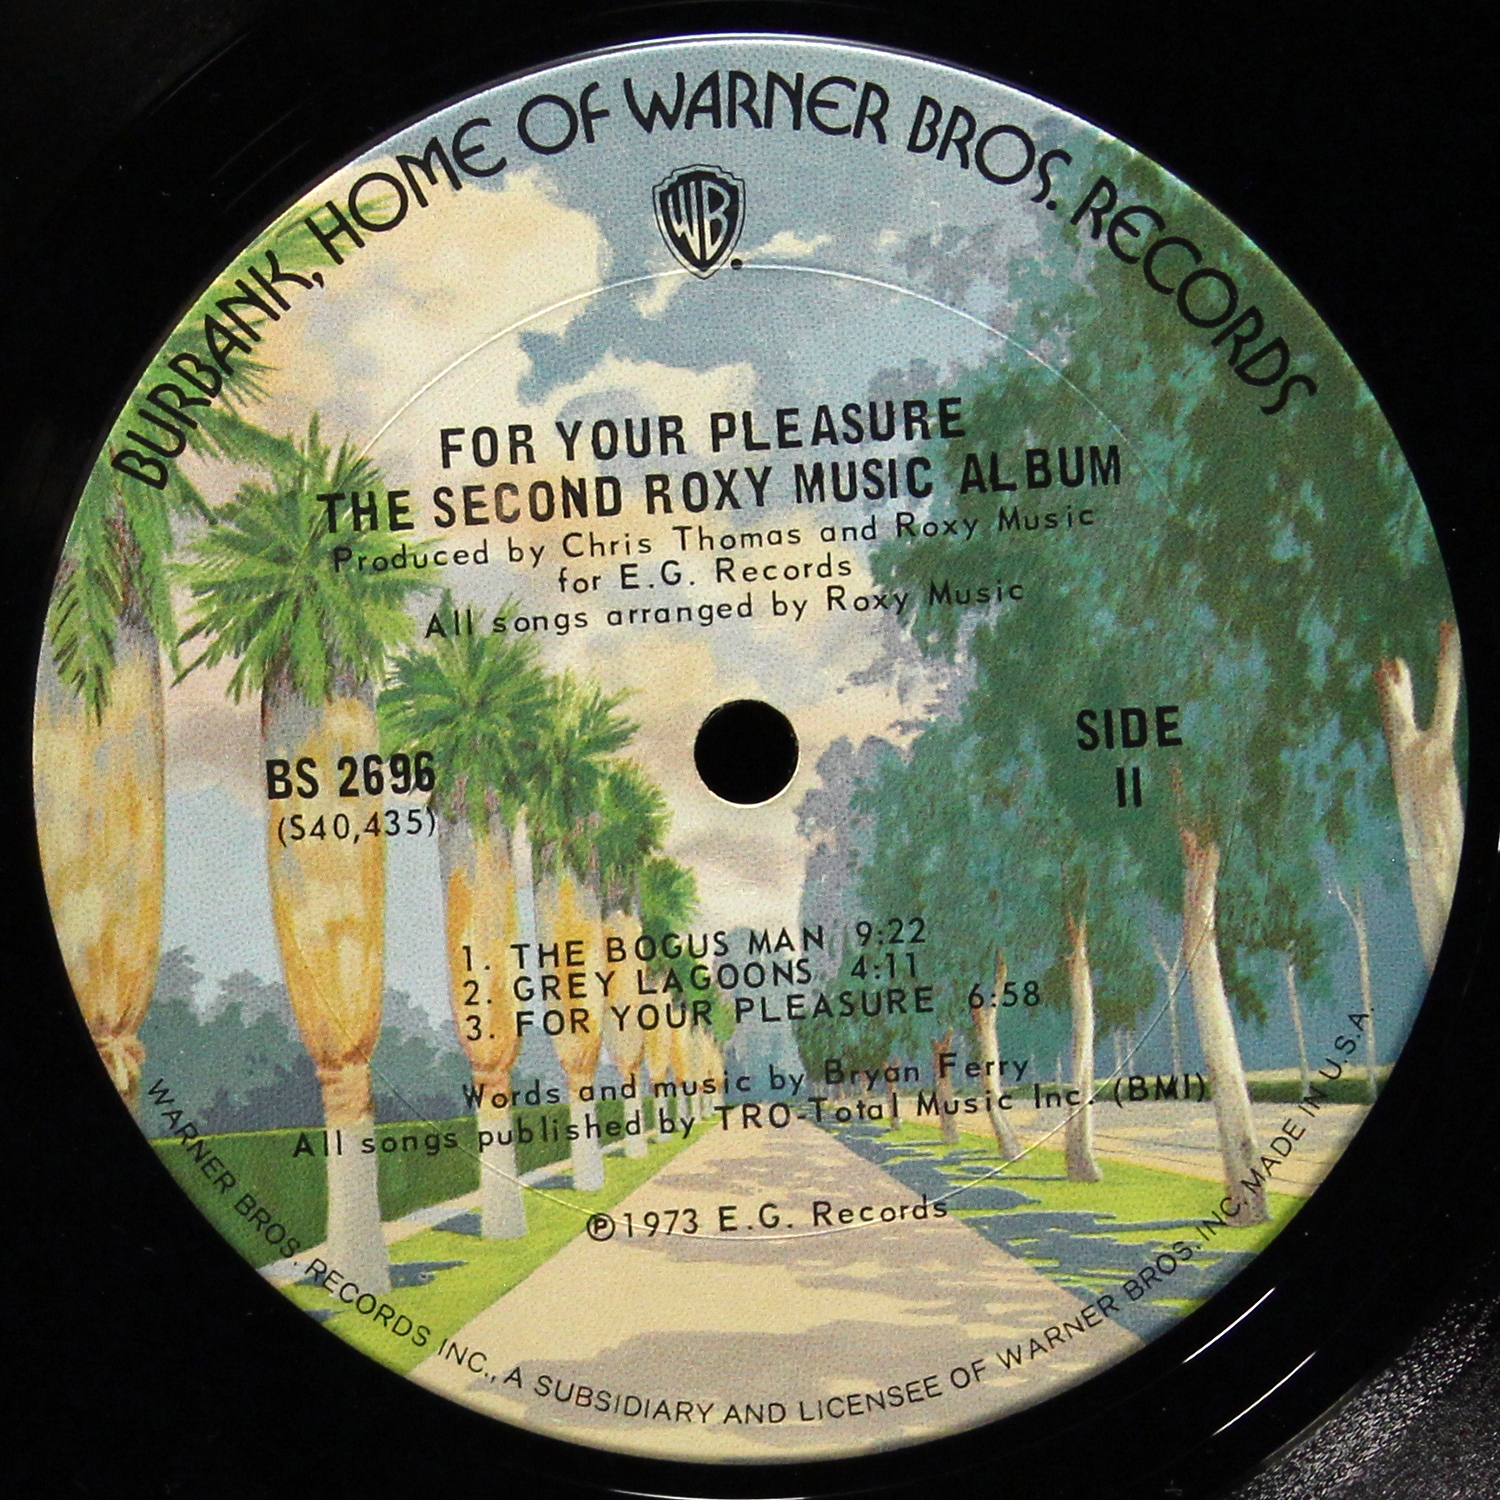 BURBANK, HOME OF WARNER BROS. RECORDS
WB
FOR YOUR PLEASURE
THE SECOND ROXY MUSIC ALBUM
Produced by Chris Thomas and Roxy Music
for E.G. Records
All songs arranged by Roxy Music
BS 2696
(S40,435)
SIDE
II
1. THE BOGUS MAN 9:22
2. GREY LAGOONS 4:11
3. FOR YOUR PLEASURE 6:58
Words and music by Bryan Ferry
All songs published by TRO-Total Music Inc. (BMI)
℗1973 E.G. Records
WARNER BROS. RECORDS INC., A SUBSIDIARY AND LICENSEE OF WARNER BROS. INC. MADE IN U.S.A.